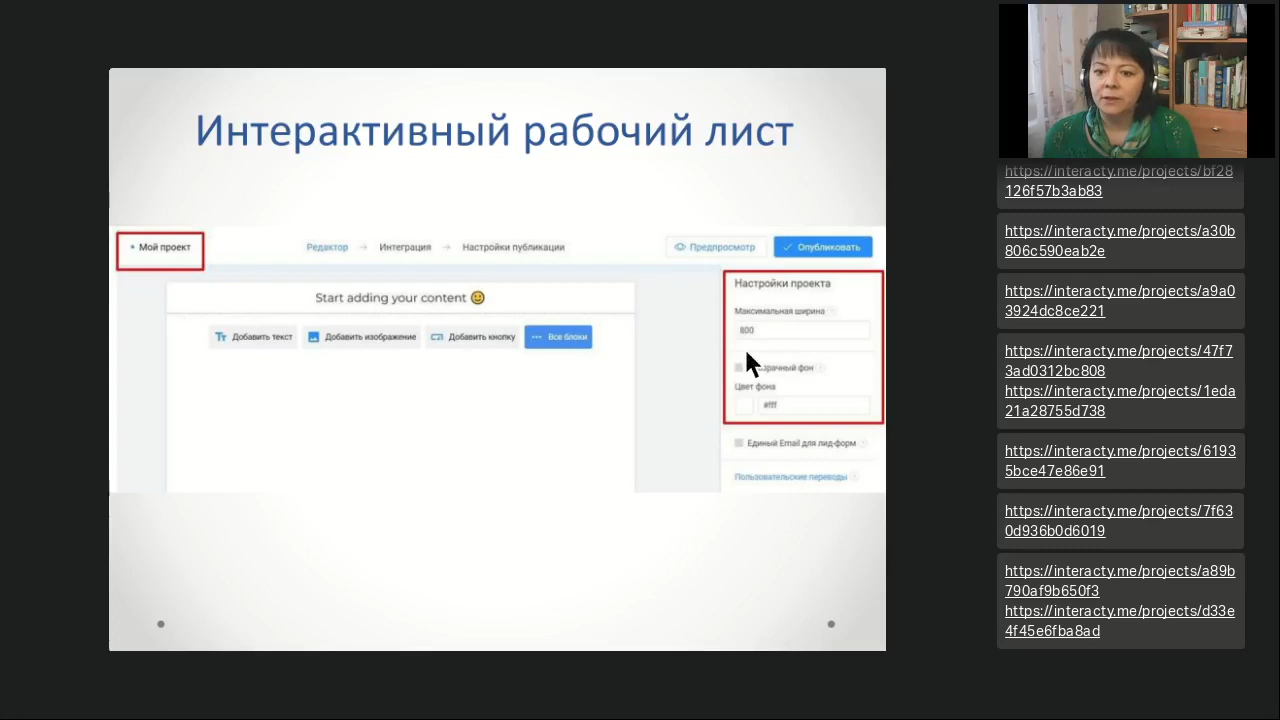 Интерактивный рабочий лист
Мой проект
Редактор → Интеграция → Настройки публикации
Предпросмотр
Опубликовать
Start adding your content 😀
Добавить текст
Добавить изображение
Добавить кнопку
Все блоки
Настройки проекта
Максимальная ширина
800
фон
Цвет фона
#fff
Единый Email для лид-форм
Пользовательские переводы
https://interacty.me/projects/bf28
126f57b3ab83
https://interacty.me/projects/a30b
806c590eab2e
https://interacty.me/projects/a9a0
3924dc8ce221
https://interacty.me/projects/47f7
3ad0312bc808
https://interacty.me/projects/1eda
21a28755d738
https://interacty.me/projects/6193
5bce47e86e91
https://interacty.me/projects/7f63
0d936b0d6019
https://interacty.me/projects/a89b
790af9b650f3
https://interacty.me/projects/d33e
4f45e6fba8ad